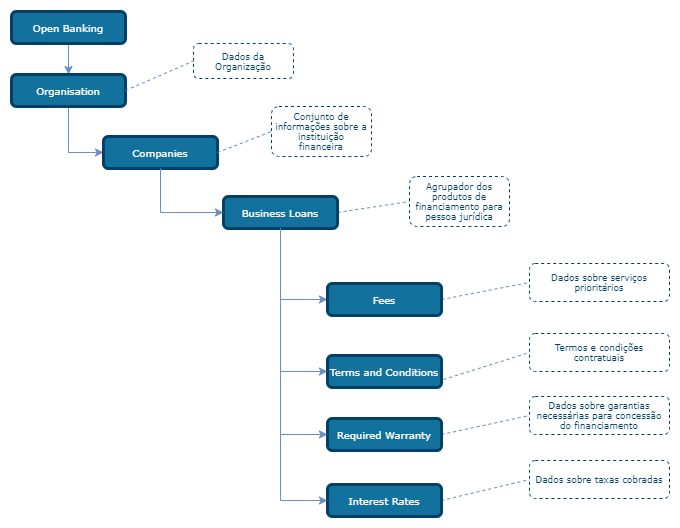 Open Banking
Dados da
Organização
Organisation
Conjunto de
informações sobre a
instituição
financeira
Companies
Agrupador dos
produtos de
financiamento para
pessoa jurídica
Business Loans
Dados sobre serviços
prioritários
Fees
Termos e condições
contratuais
Terms and Conditions
Dados sobre garantias
necessárias para concessão
do financiamento
Required Warranty
Dados sobre taxas cobradas
Interest Rates